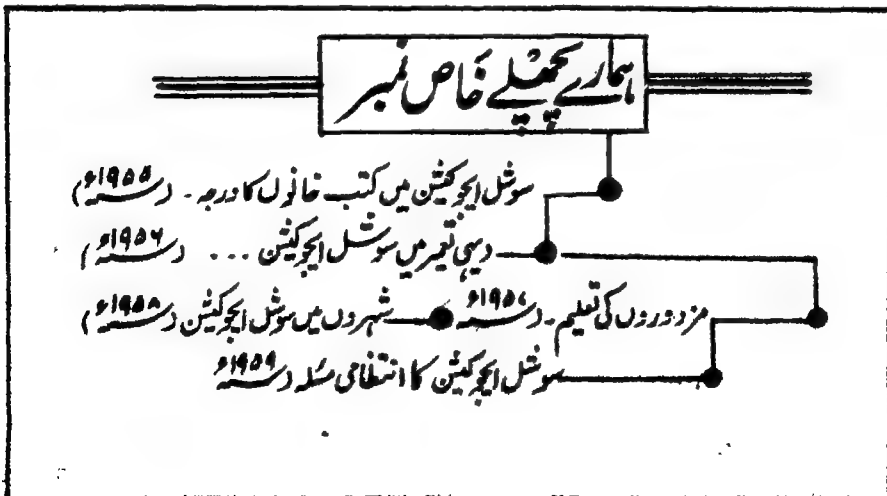 ہمارے پچھلے خاص نمبر
سوشل ایجوکیشن میں کتب خانوں کا درجہ۔ (سنہ ۱۹۵۵ء)
دیہی تعمیر میں سوشل ایجوکیشن ... (سنہ ۱۹۵۶ء)
مزدوروں کی تعلیم۔ (سنہ ۱۹۵۷ء شہروں میں سوشل ایجوکیشن (سنہ ۱۹۵۸ء)
سوشل ایجوکیشن کا انتظامی مسئلہ (سنہ ۱۹۵۹ء